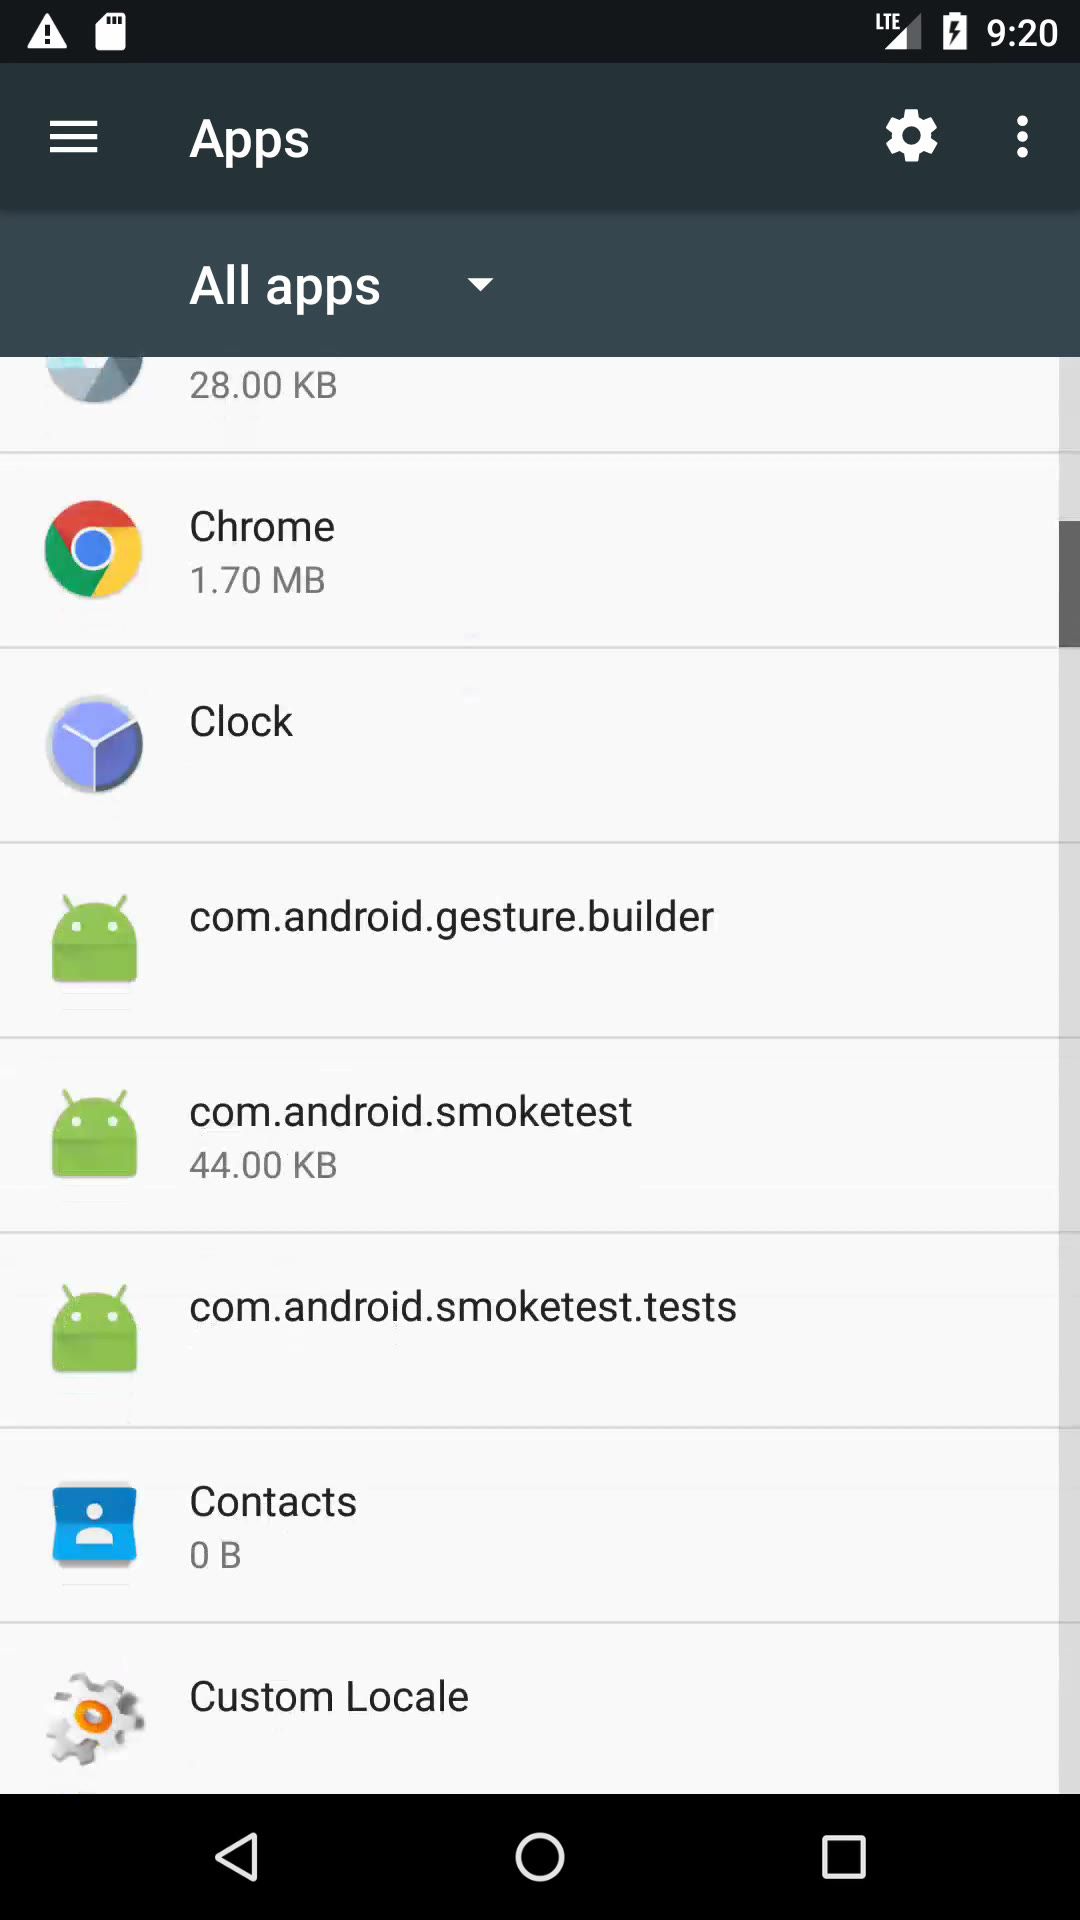 LTE
9:20
Apps
All apps
28.00 KB
Chrome
1.70 MB
Clock
com.android.gesture.builder
com.android.smoketest
44.00 KB
com.android.smoketest.tests
Contacts
0 B
Custom Locale